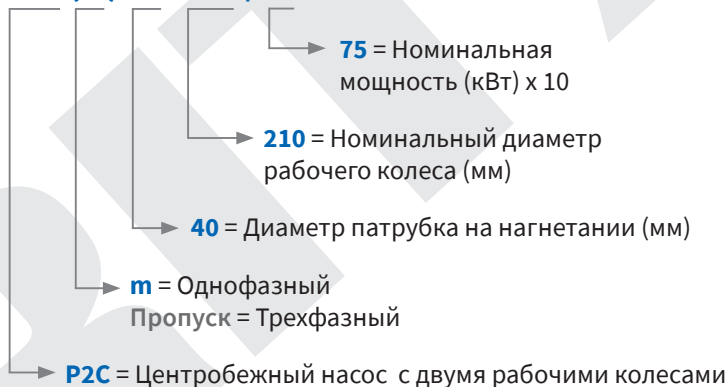 75 = Номинальная
мощность (кВт) x 10
210 = Номинальный диаметр
рабочего колеса (мм)
40 = Диаметр патрубка на нагнетании (мм)
m = Однофазный
Пропуск = Трехфазный
P2C = Центробежный насос с двумя рабочими колесами